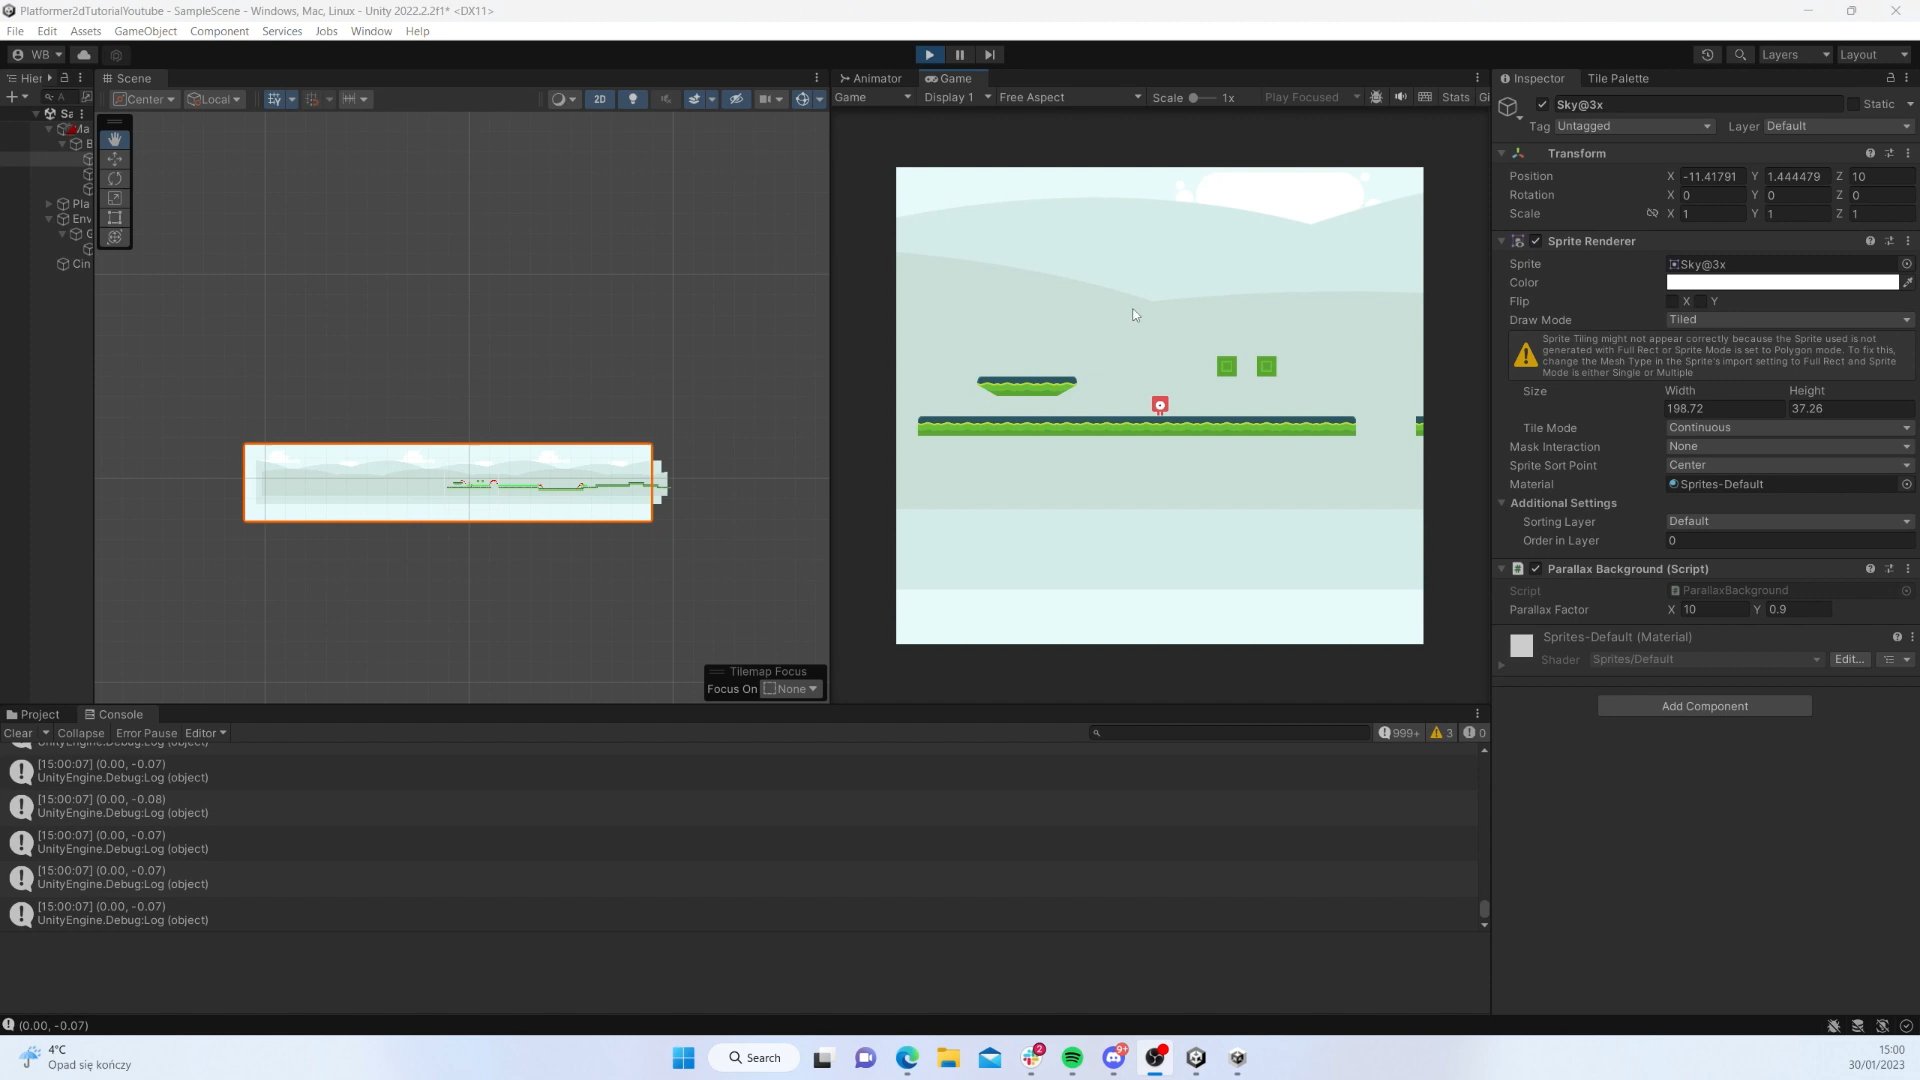 Platformer2dTutorialYoutube - SampleScene - Windows, Mac, Linux - Unity 2022.2.2f1* <DX11>
File Edit Assets GameObject Component Services Jobs Window Help
WB
Layers Layout
Hier
Scene
Animator
Game
Inspector
Tile Palette
Center
Local
2D
Game
Display 1
Free Aspect
Scale
1x
Play Focused
Stats
Gi
Sky@3x
Static
Tag Untagged
Layer Default
Transform
Position X -11.41791 Y 1.444479 Z 10
Rotation X 0 Y 0 Z 0
Scale X 1 Y 1 Z 1
Sprite Renderer
Sprite Sky@3x
Color
Flip X Y
Draw Mode Tiled
Sprite Tiling might not appear correctly because the Sprite used is not
generated with Full Rect or Sprite Mode is set to Polygon mode. To fix this,
change the Mesh Type in the Sprite's import setting to Full Rect and Sprite
Mode is either Single or Multiple
Size Width Height
198.72 37.26
Tile Mode Continuous
Mask Interaction None
Sprite Sort Point Center
Material Sprites-Default
Additional Settings
Sorting Layer Default
Order in Layer 0
Parallax Background (Script)
Script ParallaxBackground
Parallax Factor X 10 Y 0.9
Sprites-Default (Material)
Shader Sprites/Default Edit...
Add Component
Sa
Ma
B
Pla
Env
G
Cin
Tilemap Focus
Focus On None
Project
Console
Clear Collapse Error Pause Editor
999+ 3 0
UnityEngine.Debug:Log (object)
[15:00:07] (0.00, -0.07)
UnityEngine.Debug:Log (object)
[15:00:07] (0.00, -0.08)
UnityEngine.Debug:Log (object)
[15:00:07] (0.00, -0.07)
UnityEngine.Debug:Log (object)
[15:00:07] (0.00, -0.07)
UnityEngine.Debug:Log (object)
[15:00:07] (0.00, -0.07)
UnityEngine.Debug:Log (object)
(0.00, -0.07)
4°C
Opad się kończy
Search
2
9+
15:00
30/01/2023